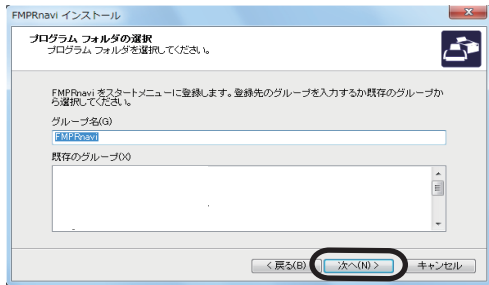 FMPRnavi インストール
プログラム フォルダの選択
プログラム フォルダを選択してください。
FMPRnavi をスタートメニューに登録します。登録先のグループを入力するか既存のグループか
ら選択してください。
グループ名(G)
FMPRnavi
既存のグループ(X)
< 戻る(B)
次へ(N) >
キャンセル